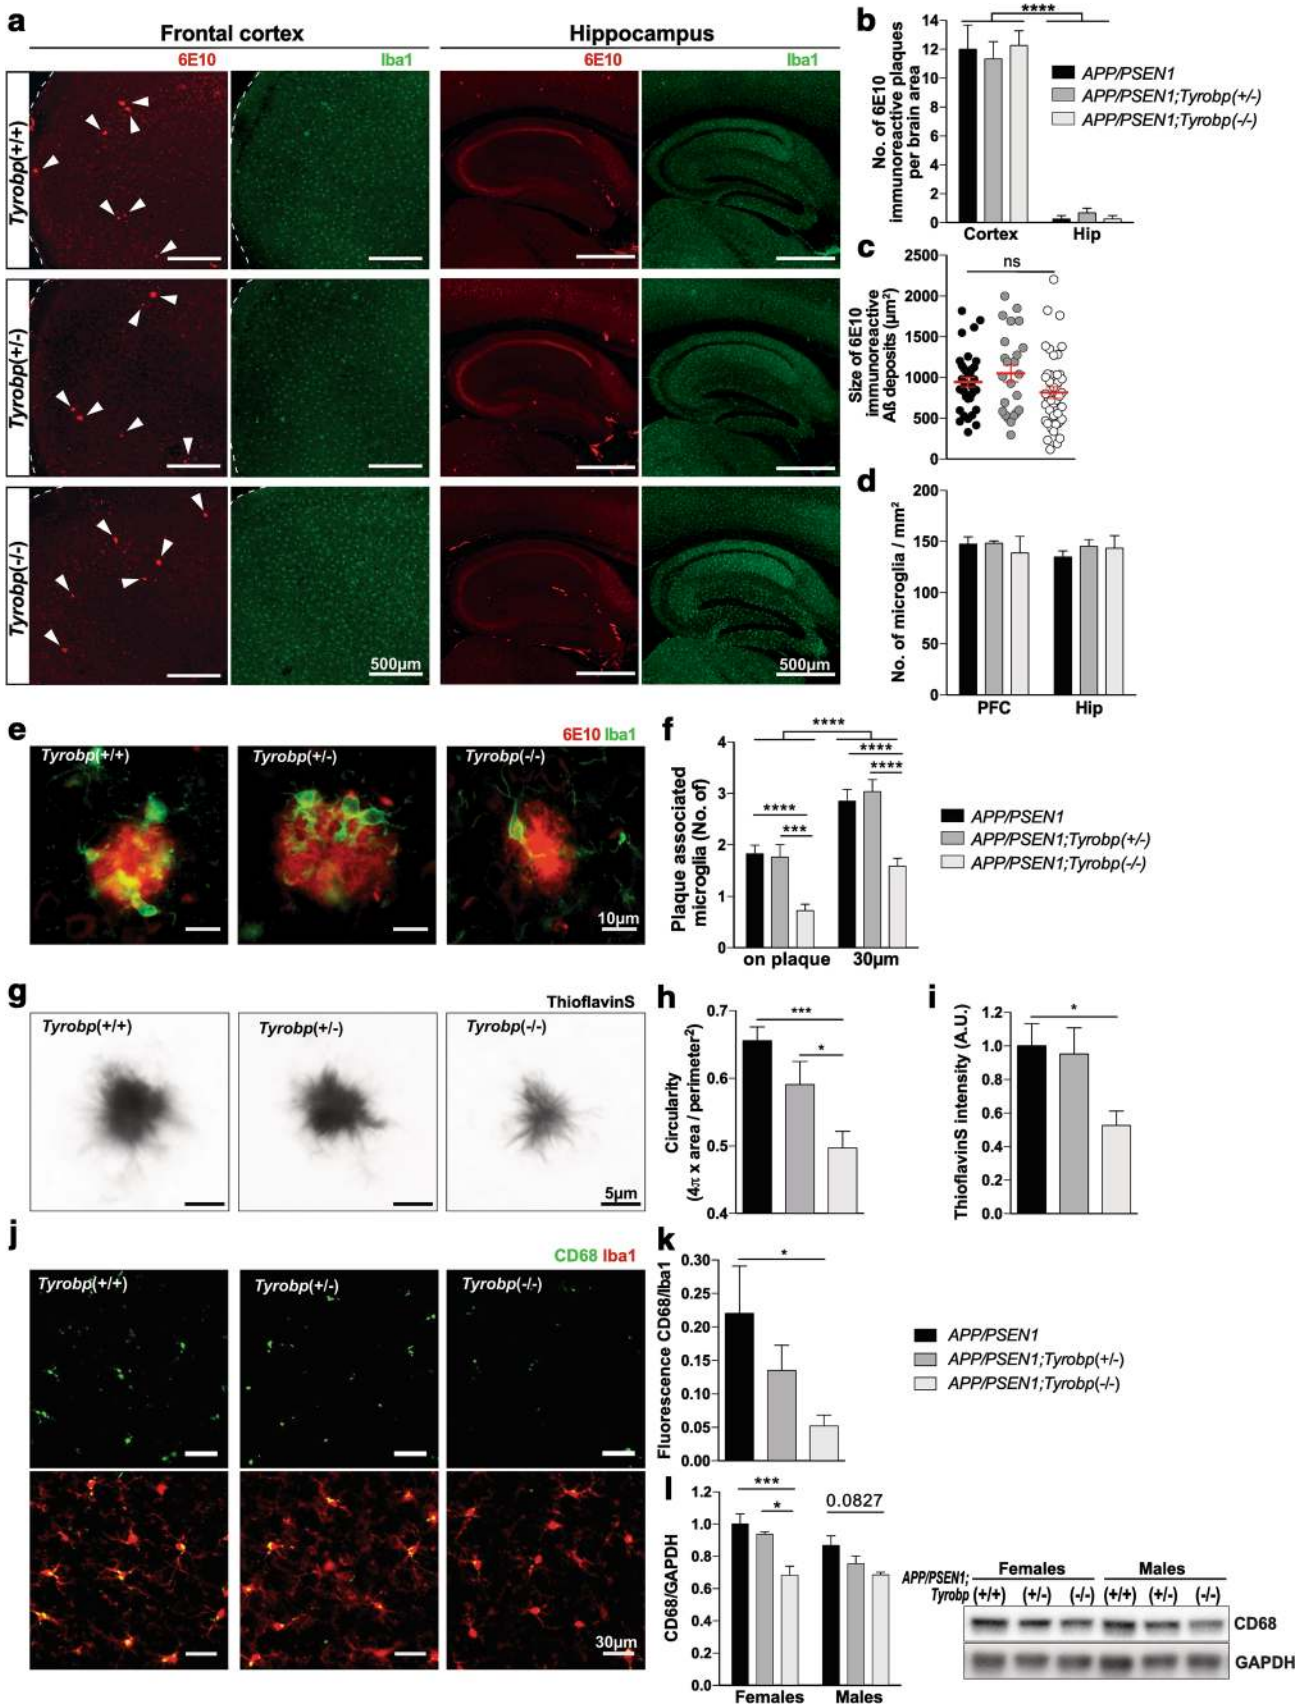 a
Frontal cortex
Hippocampus
6E10
Iba1
6E10
Iba1
Tyrobp(+/+)
Tyrobp(+/-)
Tyrobp(-/-)
500µm
500µm
b
****
No. of 6E10
immunoreactive plaques
per brain area
14
12
10
8
6
4
2
0
Cortex
Hip
APP/PSEN1
APP/PSEN1;Tyrobp(+/-)
APP/PSEN1;Tyrobp(-/-)
c
ns
Size of 6E10
immunoreactive
Aß deposits (µm²)
2500
2000
1500
1000
500
0
d
No. of microglia / mm²
200
150
100
50
0
PFC
Hip
e
6E10 Iba1
Tyrobp(+/+)
Tyrobp(+/-)
Tyrobp(-/-)
10µm
f
****
****
****
****
***
Plaque associated
microglia (No. of)
4
3
2
1
0
on plaque
30µm
APP/PSEN1
APP/PSEN1;Tyrobp(+/-)
APP/PSEN1;Tyrobp(-/-)
g
ThioflavinS
Tyrobp(+/+)
Tyrobp(+/-)
Tyrobp(-/-)
5µm
h
***
*
Circularity
(4π x area / perimeter²)
0.7
0.6
0.5
0.4
i
*
ThioflavinS intensity (A.U.)
1.2
1.0
0.8
0.6
0.4
0.2
0.0
j
CD68 Iba1
Tyrobp(+/+)
Tyrobp(+/-)
Tyrobp(-/-)
30µm
k
*
Fluorescence CD68/Iba1
0.30
0.25
0.20
0.15
0.10
0.05
0.00
APP/PSEN1
APP/PSEN1;Tyrobp(+/-)
APP/PSEN1;Tyrobp(-/-)
l
***
*
0.0827
CD68/GAPDH
1.2
1.0
0.8
0.6
0.4
0.2
0.0
Females
Males
Females
Males
APP/PSEN1;
Tyrobp (+/+) (+/-) (-/-) (+/+) (+/-) (-/-)
CD68
GAPDH